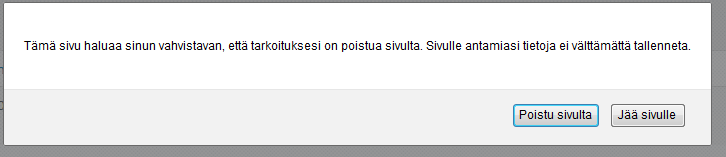 Tämä sivu haluaa sinun vahvistavan, että tarkoituksesi on poistua sivulta. Sivulle antamiasi tietoja ei välttämättä tallenneta.
Poistu sivulta Jää sivulle